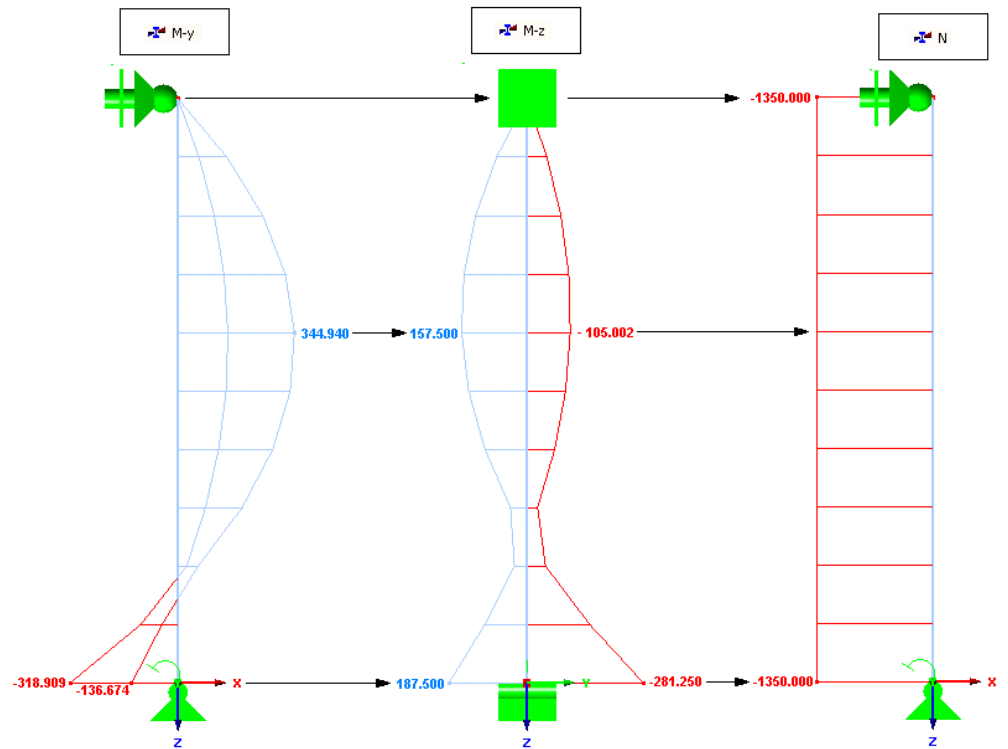 M-y
M-z
N
-1350.000
344.940
157.500
- 105.002
-318.909
-136.674
X
187.500
Y
-281.250
-1350.000
X
Z
Z
Z